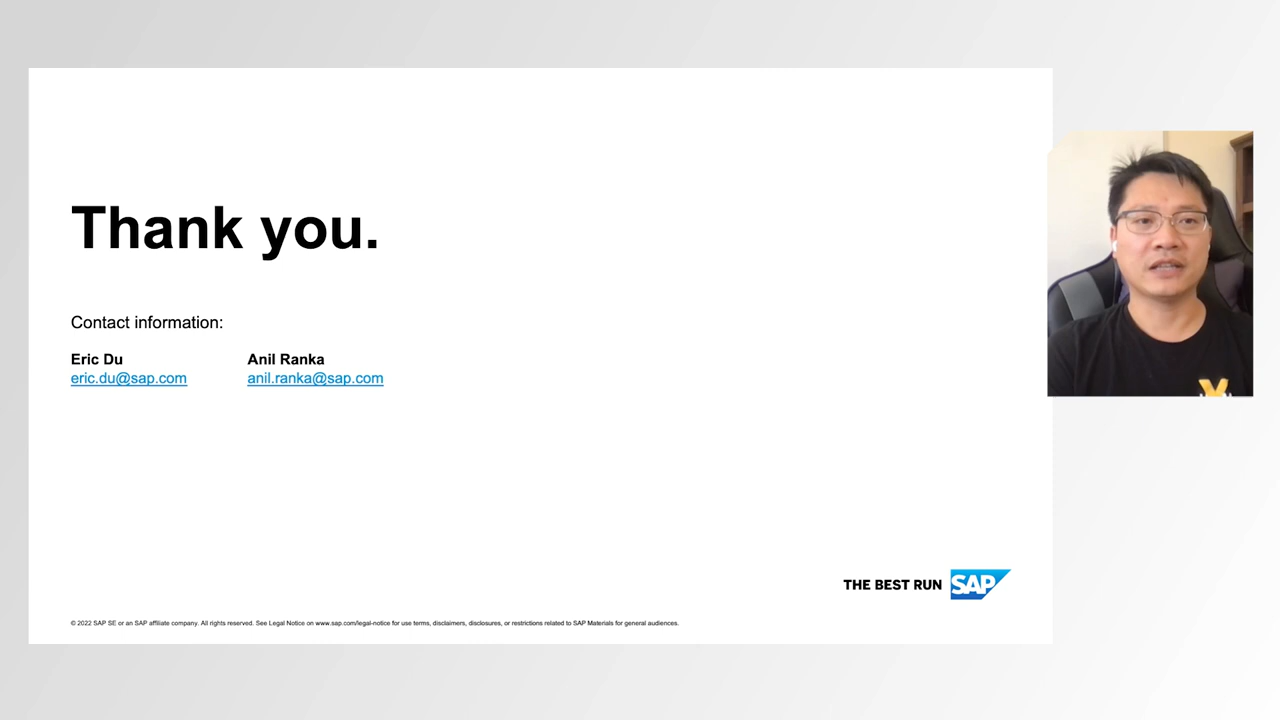 Thank you.
Contact information:
Eric Du
eric.du@sap.com
Anil Ranka
anil.ranka@sap.com
THE BEST RUN SAP
© 2022 SAP SE or an SAP affiliate company. All rights reserved. See Legal Notice on www.sap.com/legal-notice for use terms, disclaimers, disclosures, or restrictions related to SAP Materials for general audiences.